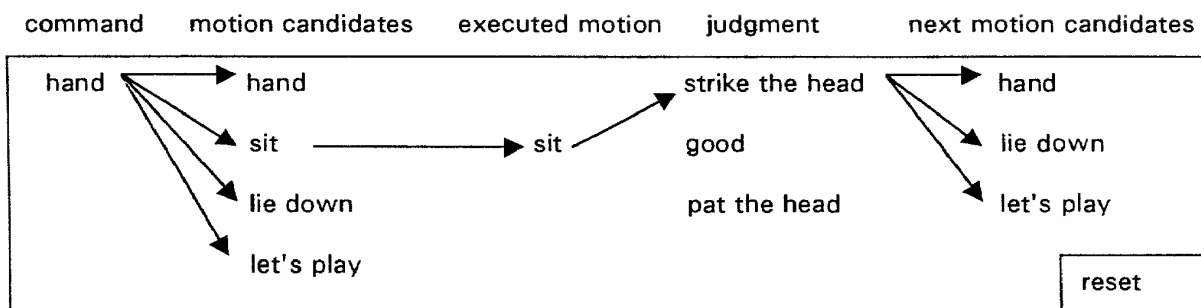 command motion candidates executed motion judgment next motion candidates
hand hand strike the head hand
sit sit good lie down
lie down pat the head let's play
let's play
reset